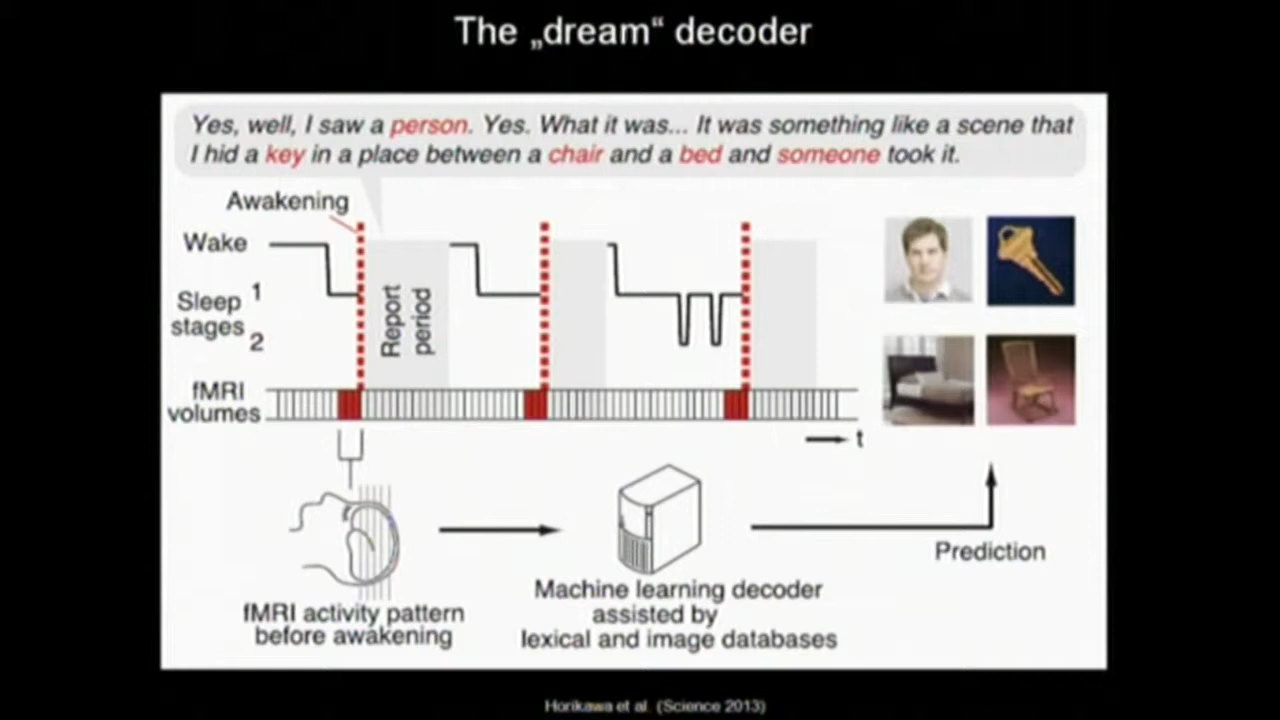 The „dream“ decoder
Yes, well, I saw a person. Yes. What it was... It was something like a scene that
I hid a key in a place between a chair and a bed and someone took it.
Awakening
Wake
Sleep
stages
1
2
Report
period
fMRI
volumes
t
fMRI activity pattern
before awakening
Machine learning decoder
assisted by
lexical and image databases
Prediction
Horikawa et al. (Science 2013)